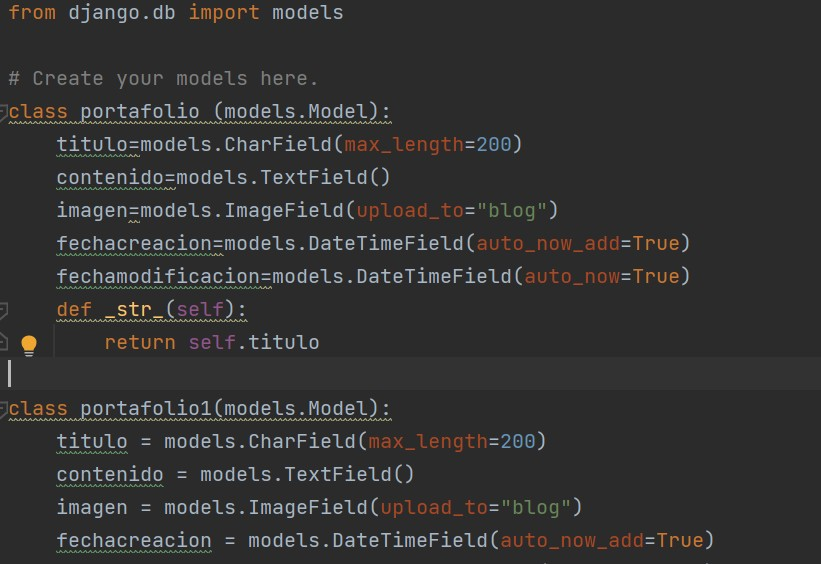 from django.db import models
# Create your models here.
class portafolio (models.Model):
titulo=models.CharField(max_length=200)
contenido=models.TextField()
imagen=models.ImageField(upload_to="blog")
fechacreacion=models.DateTimeField(auto_now_add=True)
fechamodificacion=models.DateTimeField(auto_now=True)
def _str_(self):
return self.titulo
class portafolio1(models.Model):
titulo = models.CharField(max_length=200)
contenido = models.TextField()
imagen = models.ImageField(upload_to="blog")
fechacreacion = models.DateTimeField(auto_now_add=True)